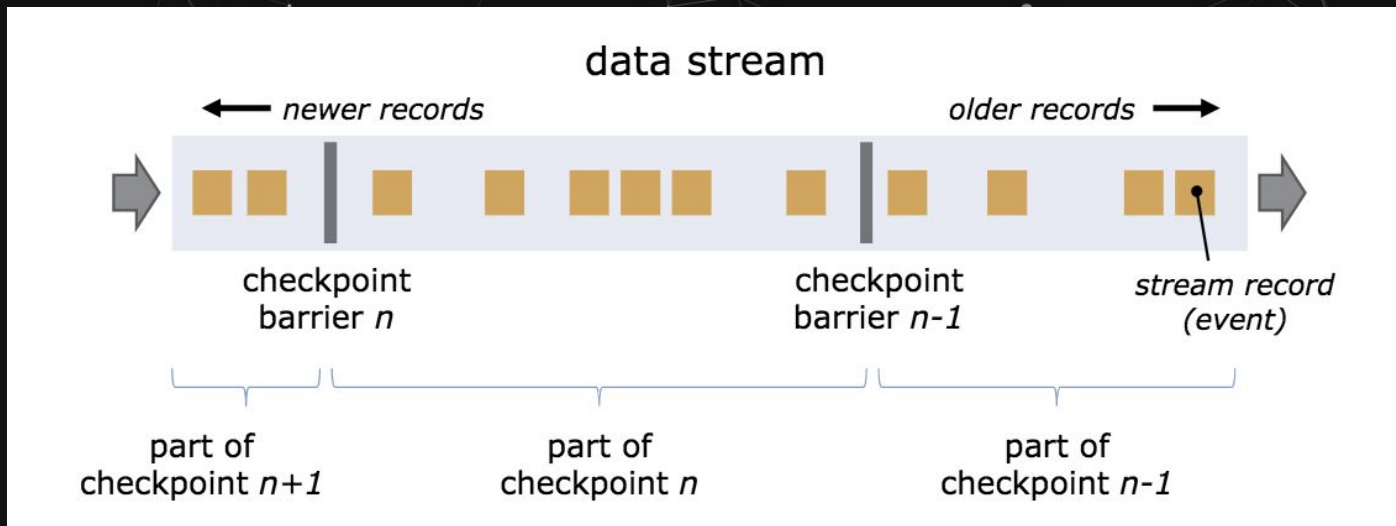 data stream
newer records
older records
checkpoint
barrier n
checkpoint
barrier n-1
stream record
(event)
part of
checkpoint n+1
part of
checkpoint n
part of
checkpoint n-1